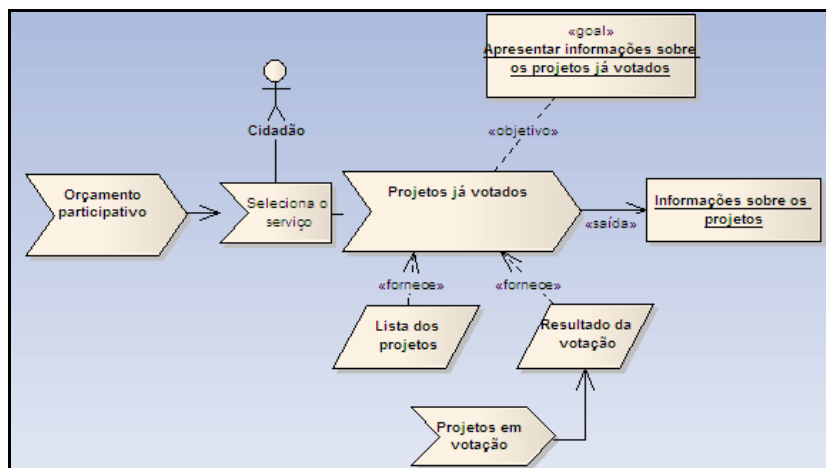 «goal»
Apresentar informações sobre
os projetos já votados
Cidadão
«objetivo»
Orçamento
participativo
Seleciona o
serviço
Projetos já votados
«saída»
Informações sobre os
projetos
«fornece»
«fornece»
Lista dos
projetos
Resultado da
votação
Projetos em
votação